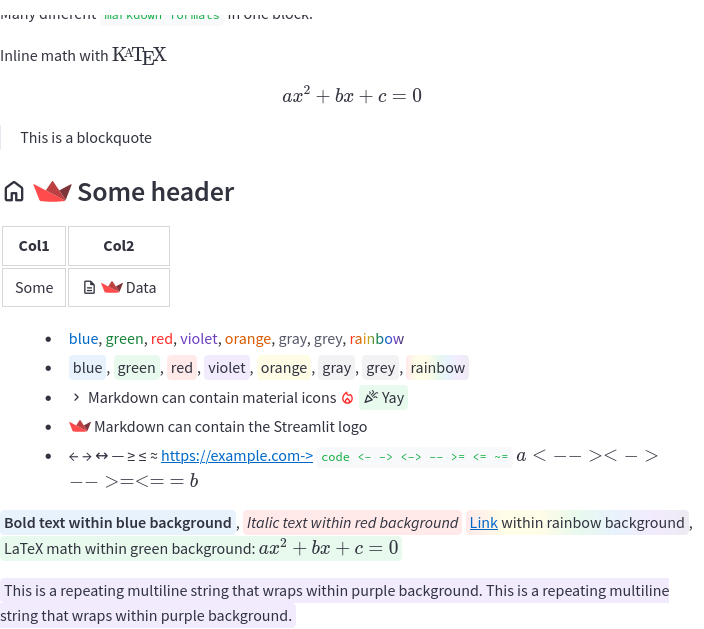 Many different markdown formats in one block.
Inline math with KATEX
ax² + bx + c = 0
This is a blockquote
Some header
Col1 Col2
Some Data
• blue, green, red, violet, orange, gray, grey, rainbow
• blue , green , red , violet , orange , gray , grey , rainbow
• Markdown can contain material icons Yay
• Markdown can contain the Streamlit logo
• ← → ↔ — ≥ ≤ ≈ https://example.com-> code <- -> <-> -- >= <= ~= a < −− >< − >
−− >=<= = b
Bold text within blue background , Italic text within red background Link within rainbow background ,
LaTeX math within green background: ax² + bx + c = 0
This is a repeating multiline string that wraps within purple background. This is a repeating multiline
string that wraps within purple background.